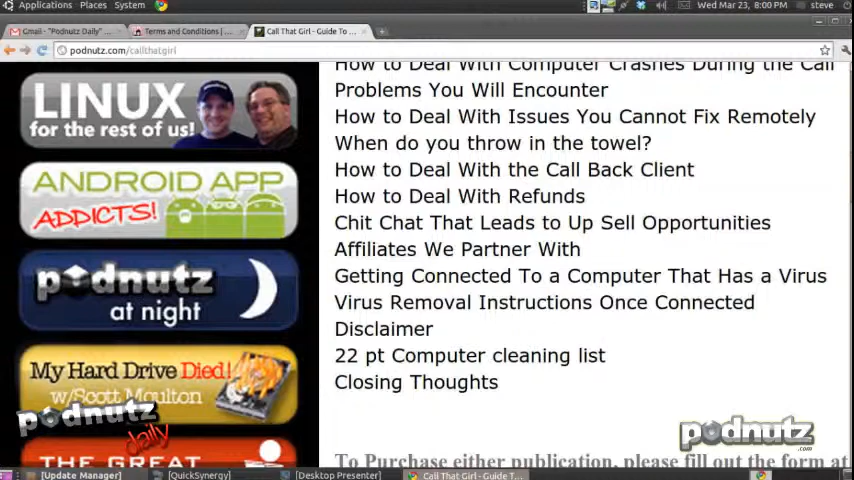 Applications Places System
Wed Mar 23, 8:00 PM steve
Gmail - "Podnutz Daily"
Terms and Conditions |
Call That Girl - Guide To ...
podnutz.com/callthatgirl
LINUX
for the rest of us!
ANDROID APP
ADDICTS!
podnutz
at night
My Hard Drive Died!
w/Scott Moulton
podnutz
daily
THE GREAT
How to Deal With Computer Crashes During the Call
Problems You Will Encounter
How to Deal With Issues You Cannot Fix Remotely
When do you throw in the towel?
How to Deal With the Call Back Client
How to Deal With Refunds
Chit Chat That Leads to Up Sell Opportunities
Affiliates We Partner With
Getting Connected To a Computer That Has a Virus
Virus Removal Instructions Once Connected
Disclaimer
22 pt Computer cleaning list
Closing Thoughts
podnutz
.com
To Purchase either publication, please fill out the form at
[Update Manager]
[QuickSynergy]
[Desktop Presenter]
Call That Girl - Guide T...